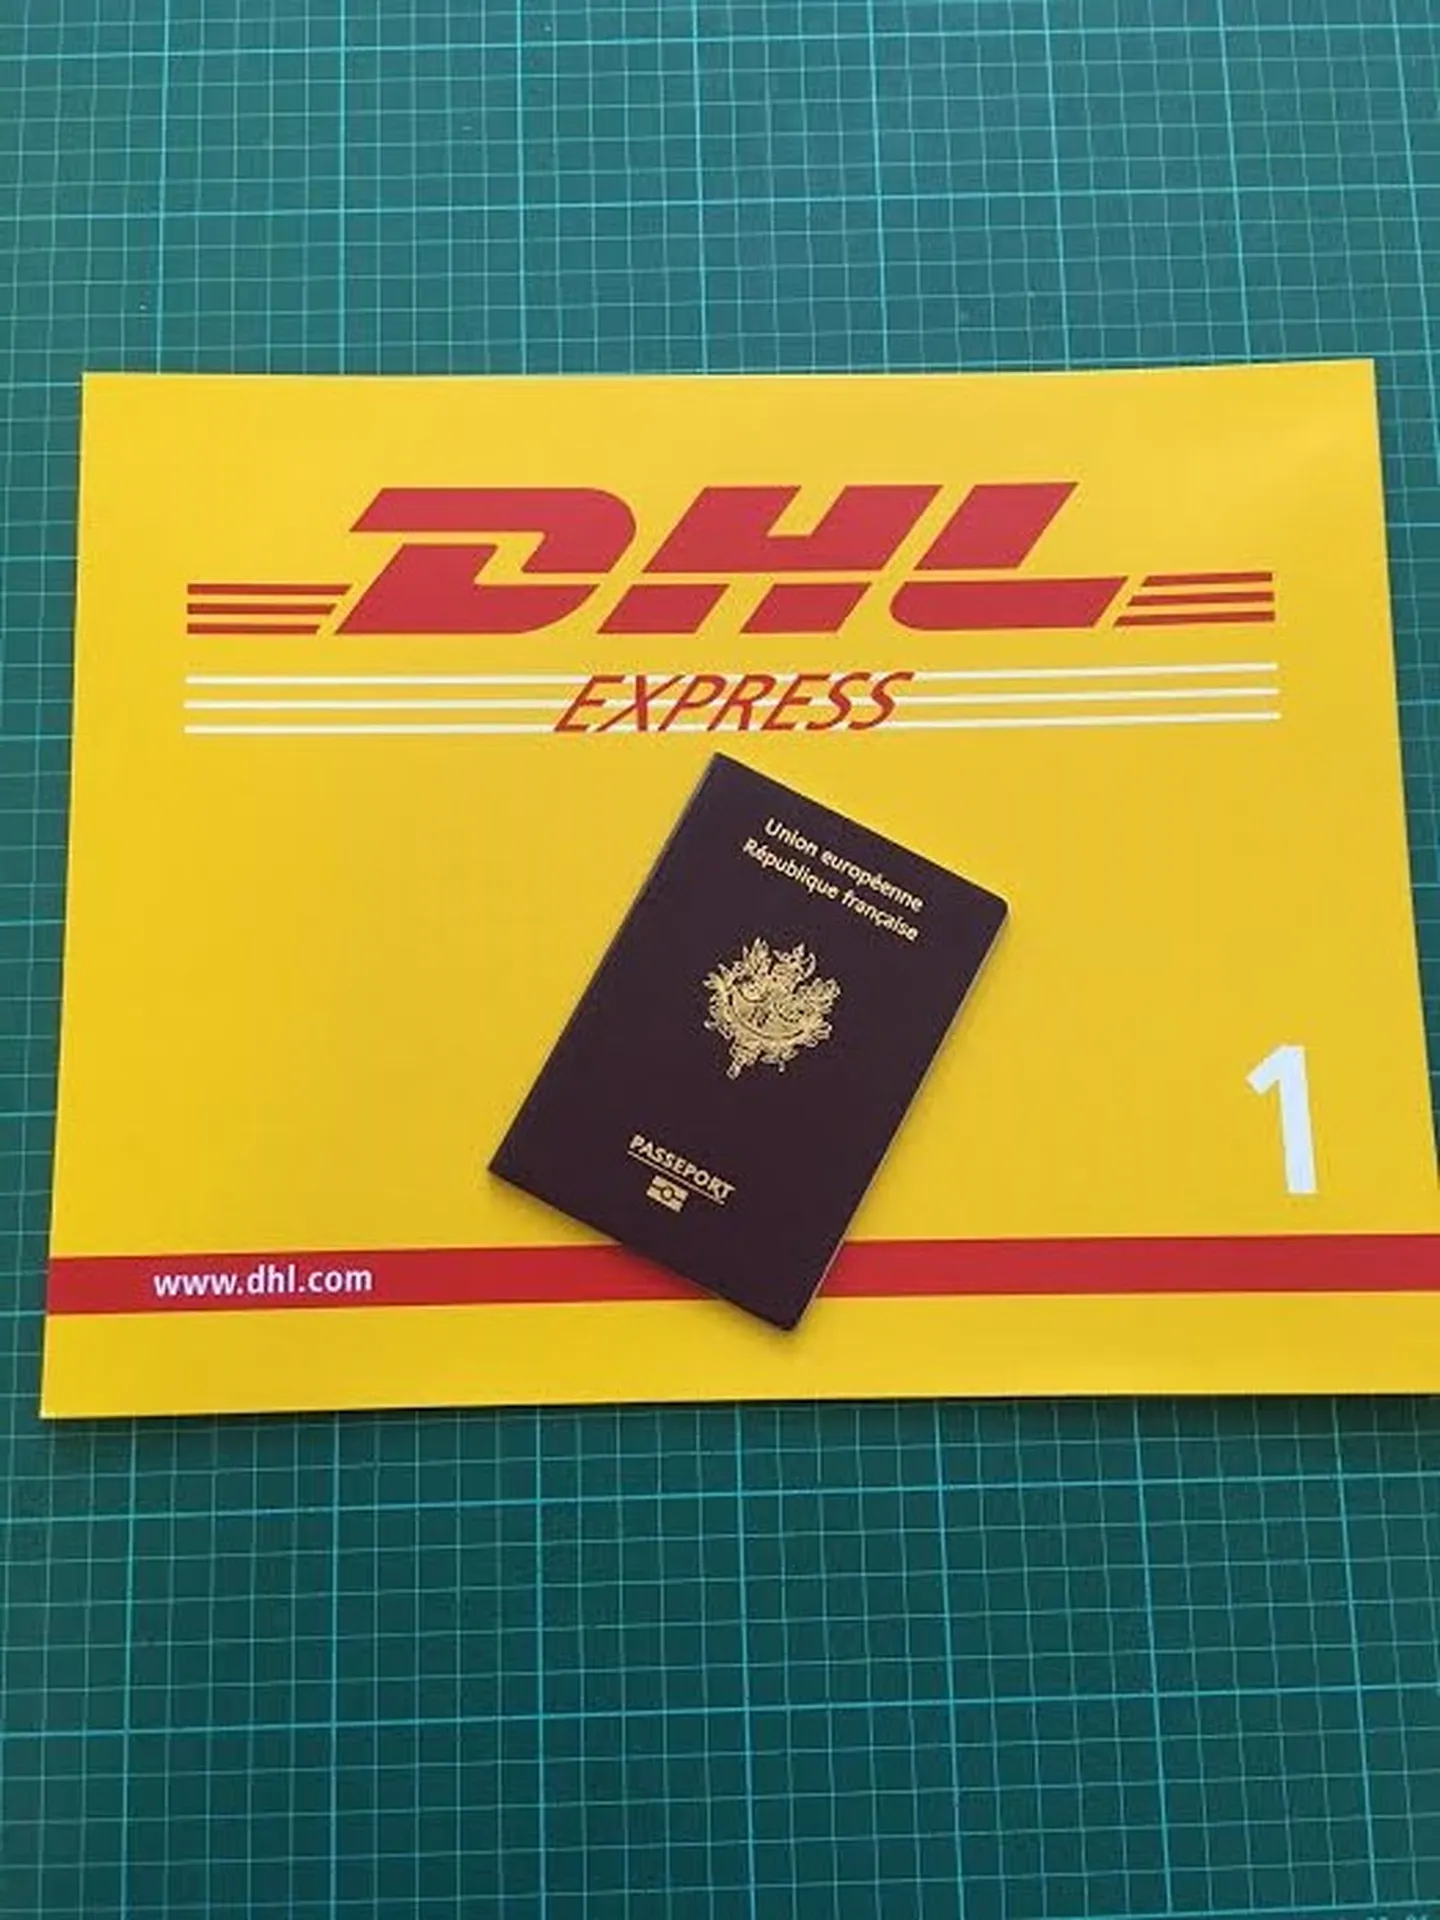 DHL
EXPRESS
Union européenne
République française
PASSEPORT
1
www.dhl.com